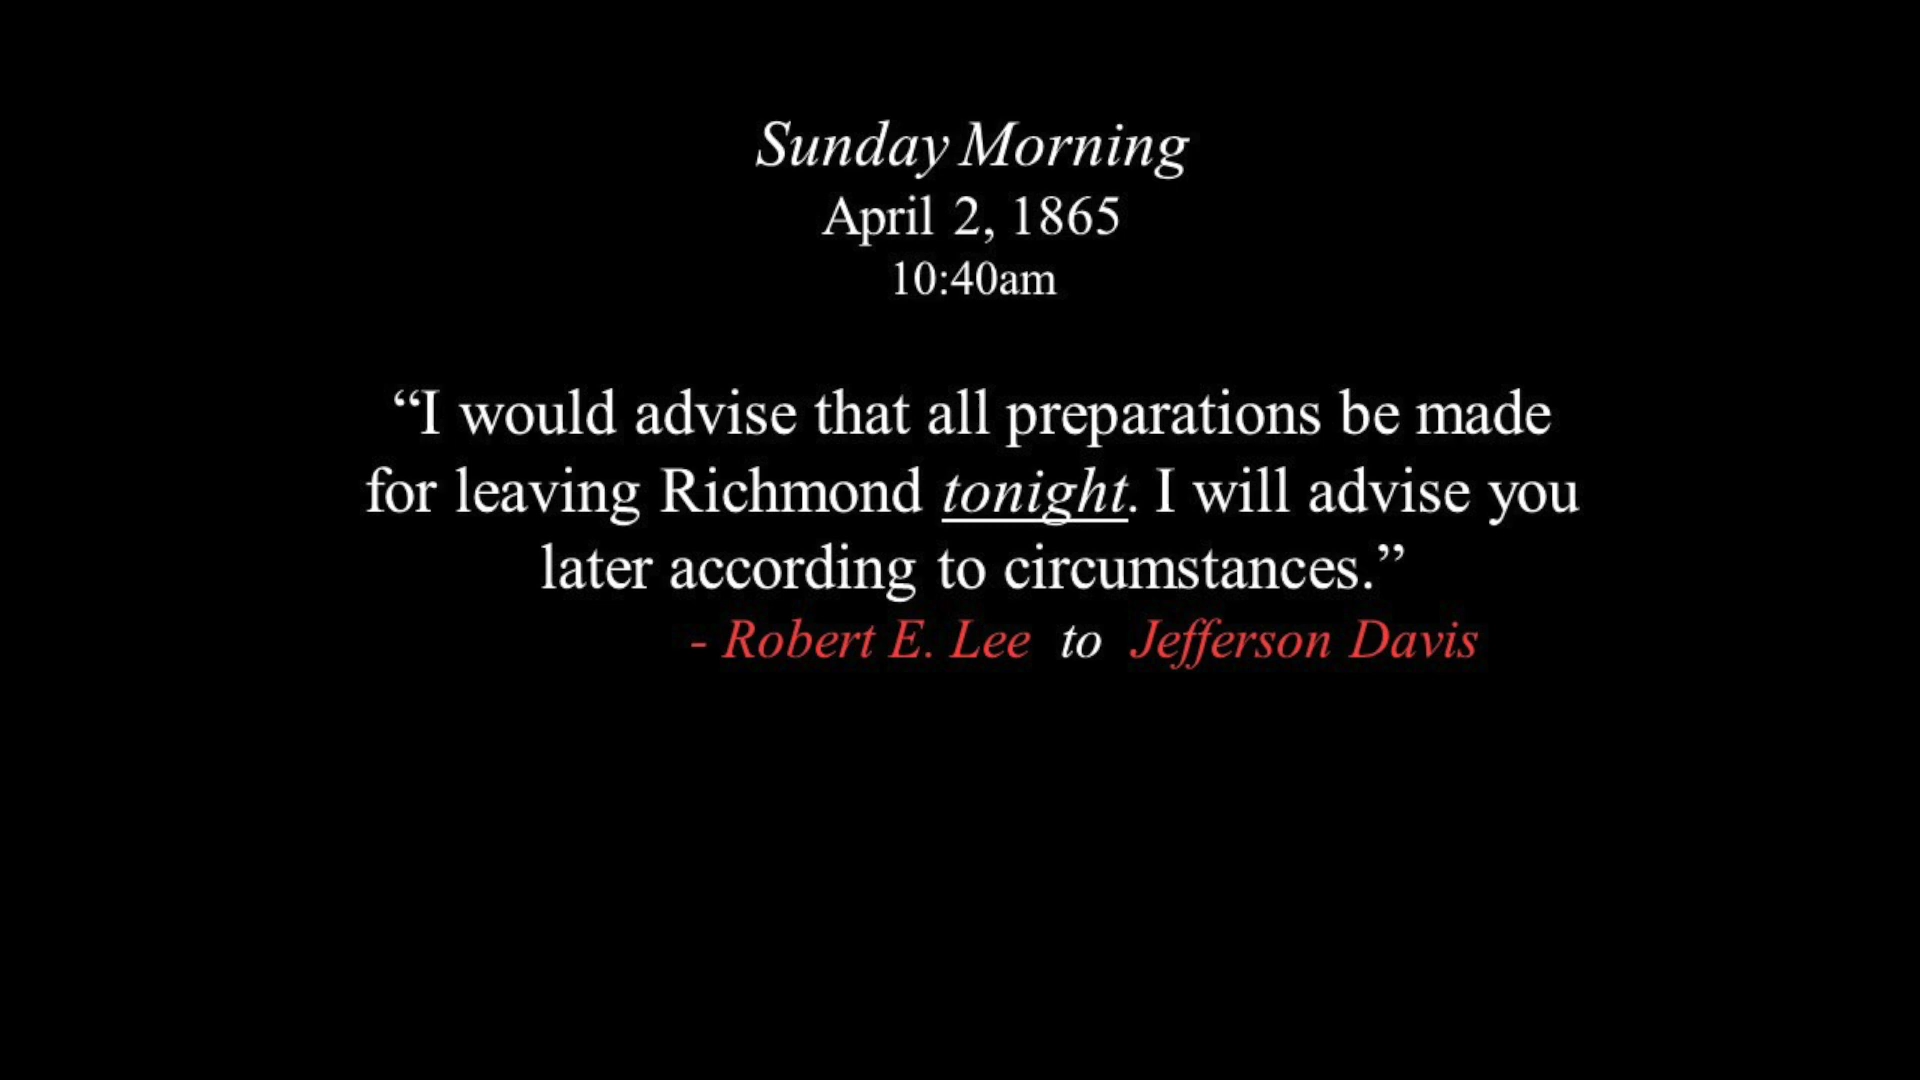 Sunday Morning
April 2, 1865
10:40am
“I would advise that all preparations be made
for leaving Richmond tonight. I will advise you
later according to circumstances.”
- Robert E. Lee to Jefferson Davis